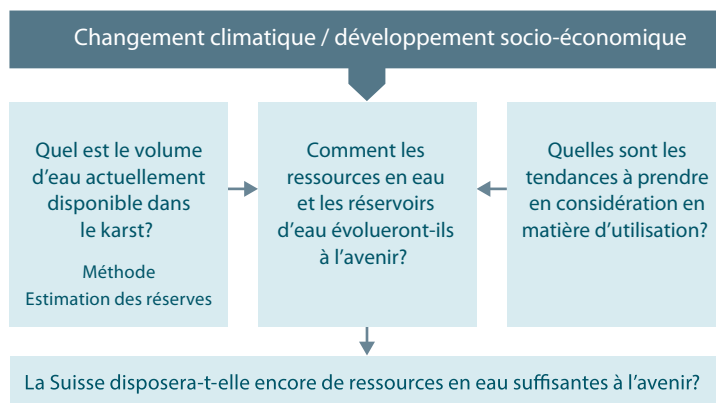 Changement climatique / développement socio-économique
Quel est le volume
d'eau actuellement
disponible dans
le karst?
Méthode
Estimation des réserves
Comment les
ressources en eau
et les réservoirs
d'eau évolueront-ils
à l'avenir?
Quelles sont les
tendances à prendre
en considération en
matière d'utilisation?
La Suisse disposera-t-elle encore de ressources en eau suffisantes à l'avenir?